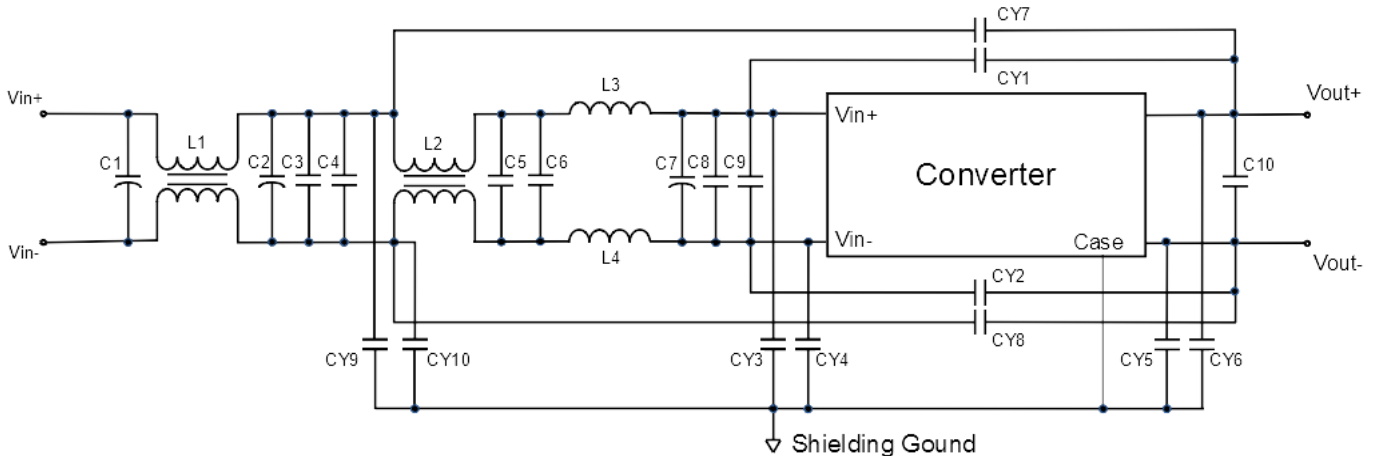 CY7
CY1
Vin+
L3
Vin+
Vout+
L1
L2
C1
C2
C3
C4
C5
C6
C7
C8
C9
Converter
C10
Vin-
Vin-
Case
L4
Vout-
CY2
CY8
CY9
CY10
CY3
CY4
CY5
CY6
Shielding Gound